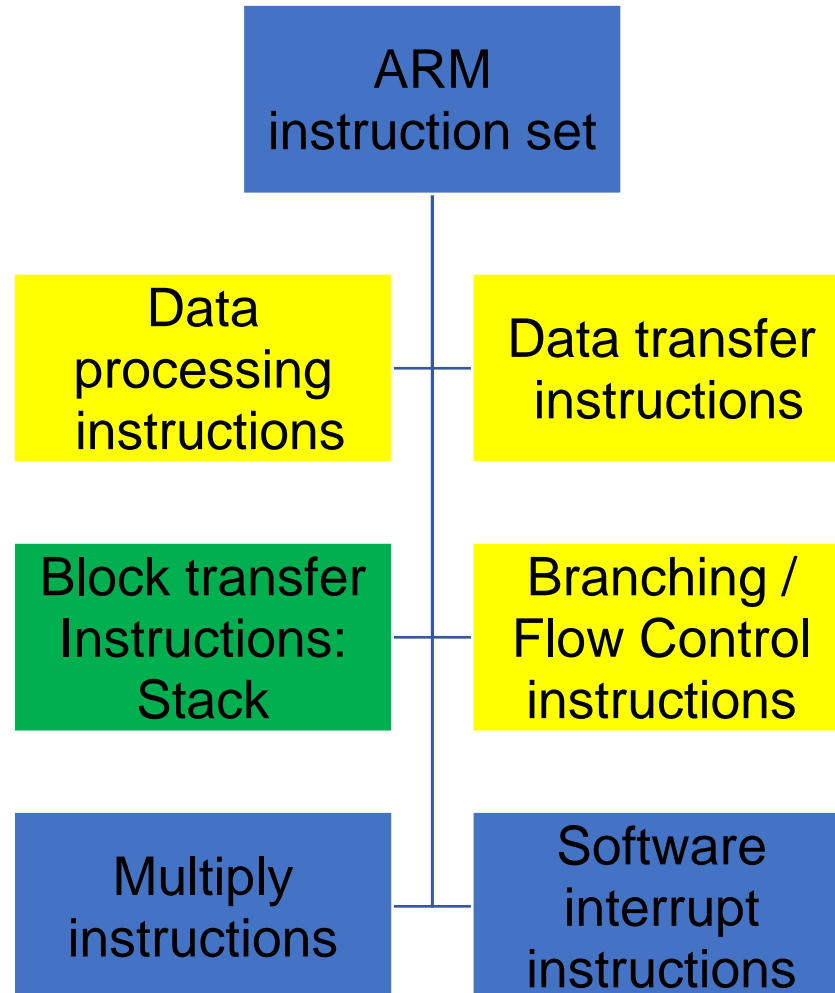 ARM
instruction set
Data
processing
instructions
Data transfer
instructions
Block transfer
Instructions:
Stack
Branching /
Flow Control
instructions
Multiply
instructions
Software
interrupt
instructions